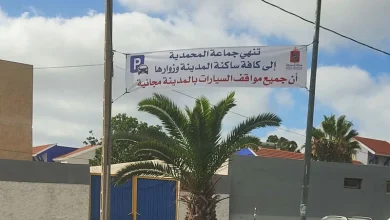 تنهي جماعة المحمدية
إلى كافة ساكنة المدينة وزوارها
أن جميع مواقف السيارات بالمدينة مجانية
P